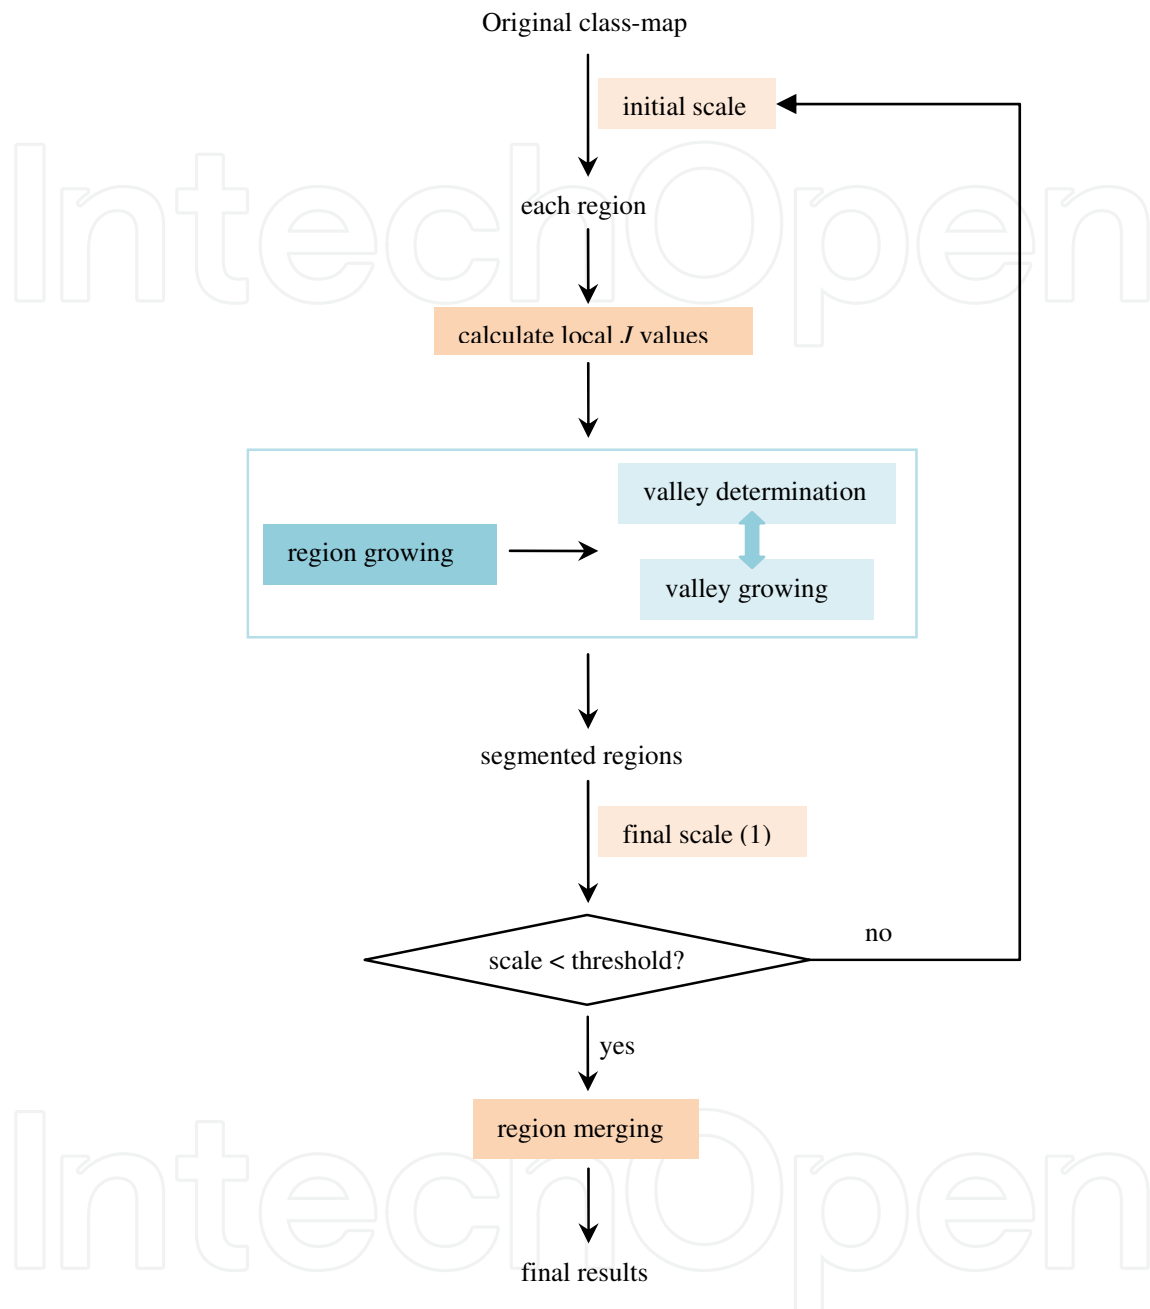 Original class-map
initial scale
IntechOpen
each region
calculate local J values
valley determination
region growing
valley growing
segmented regions
final scale (1)
no
scale < threshold?
yes
region merging
IntechOpen
final results